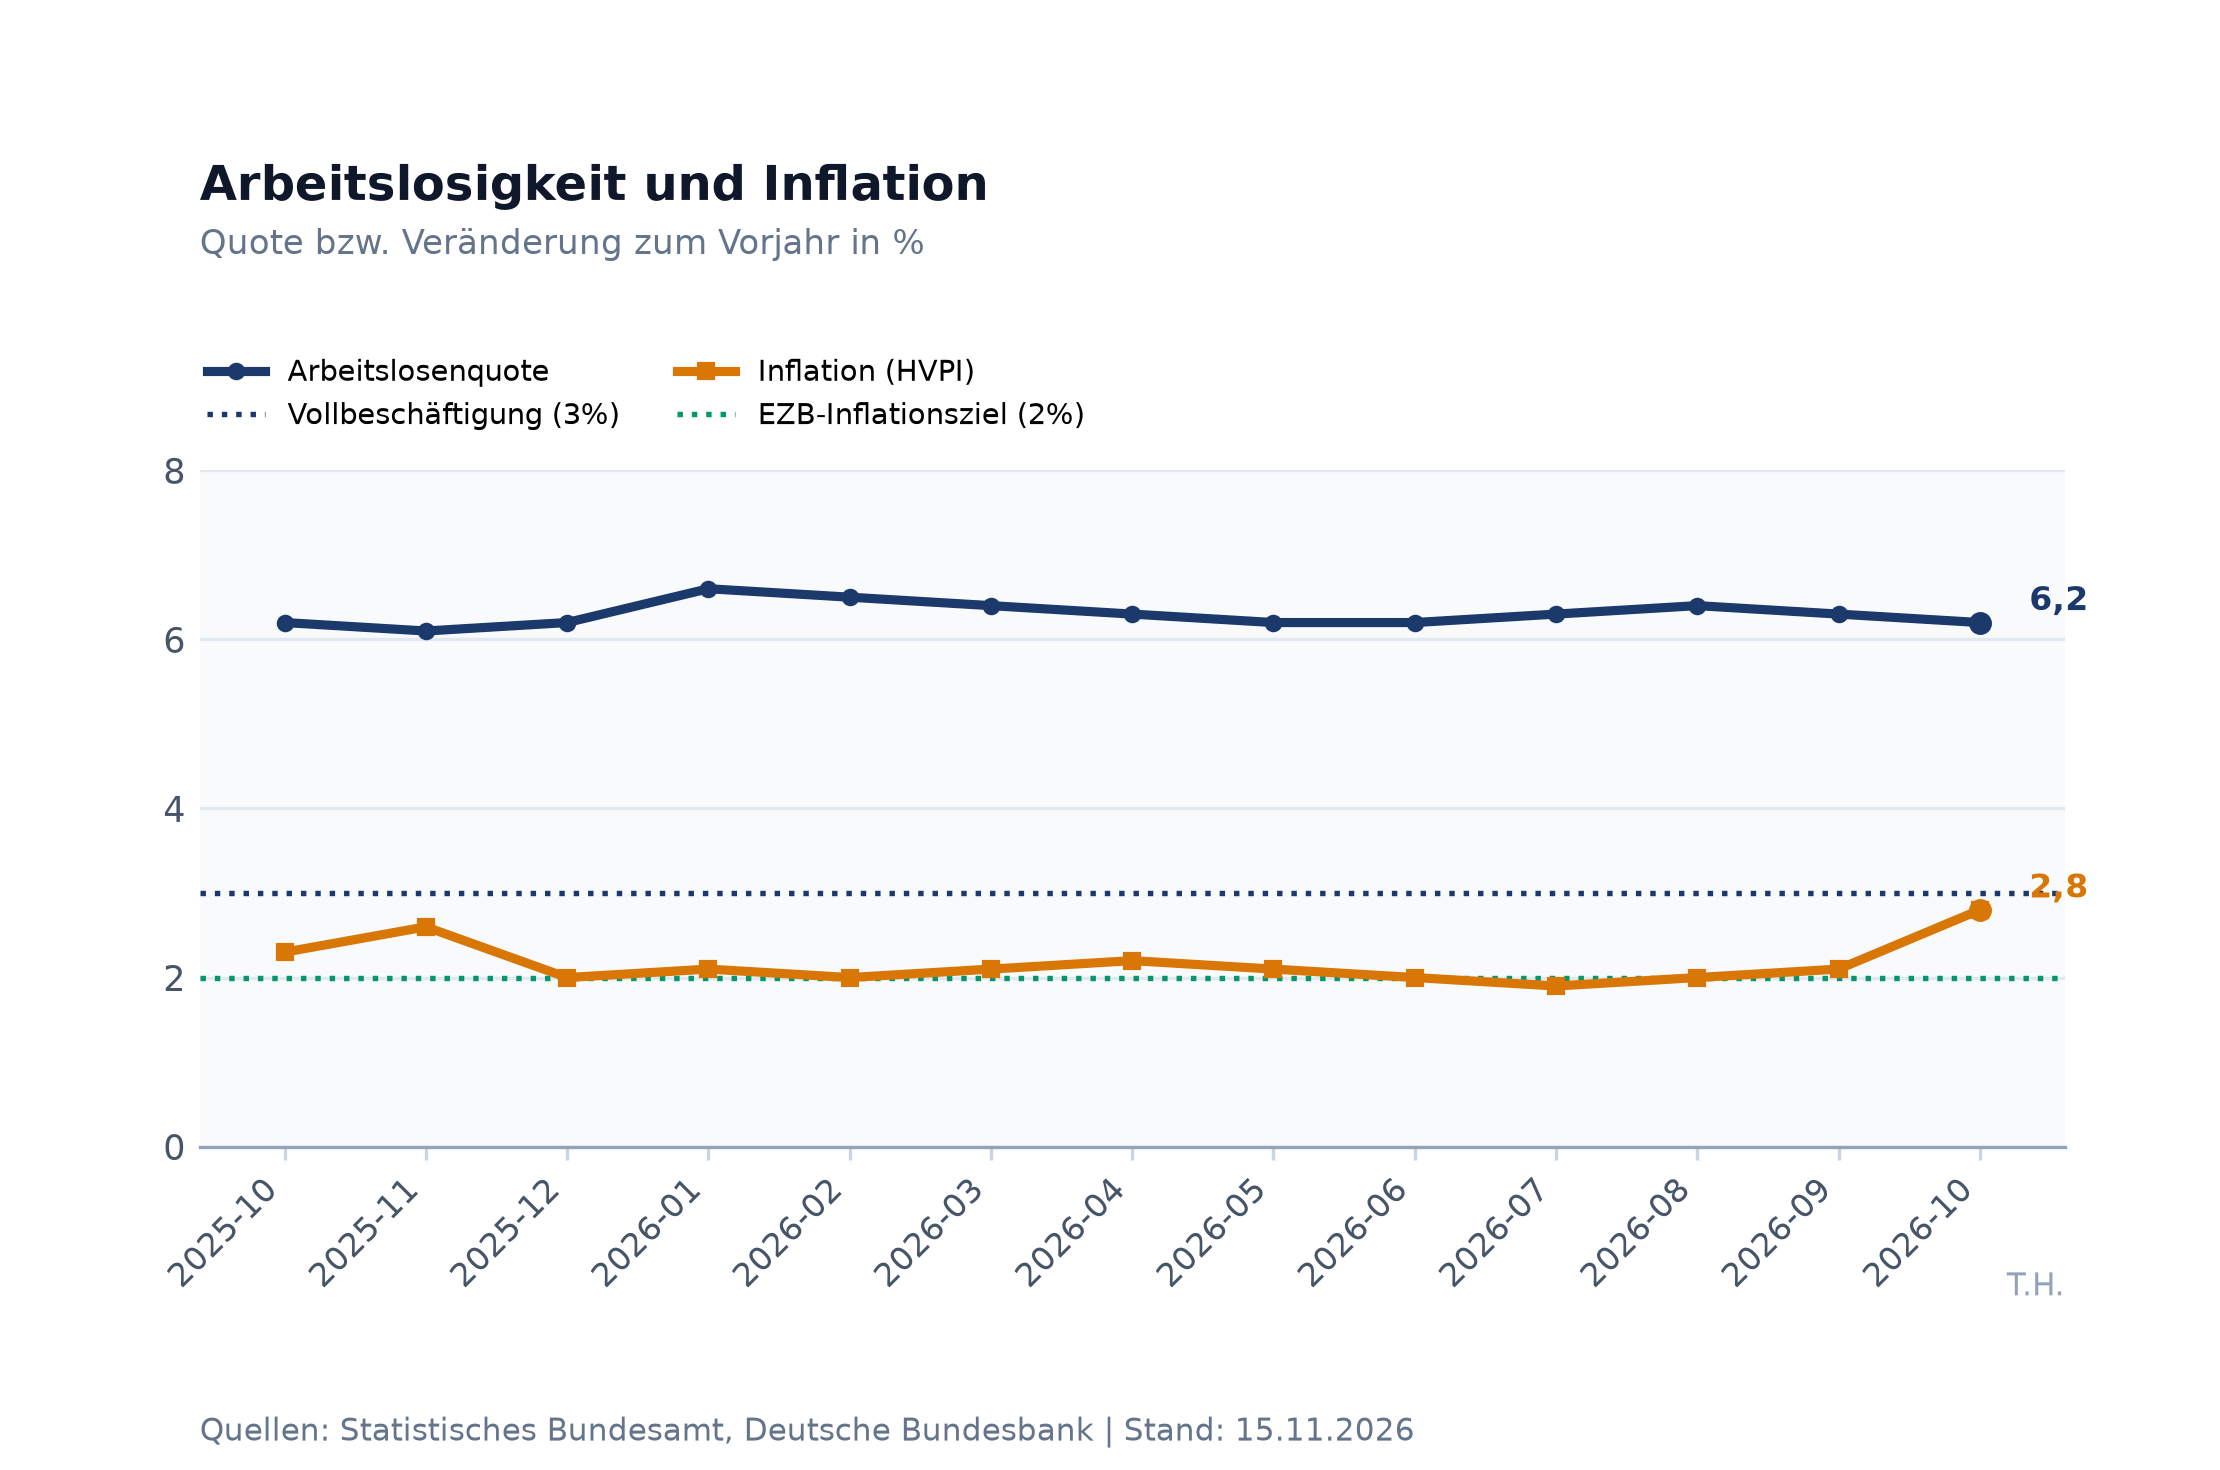 Arbeitslosigkeit und Inflation
Quote bzw. Veränderung zum Vorjahr in %
Arbeitslosenquote
Inflation (HVPI)
Vollbeschäftigung (3%)
EZB-Inflationsziel (2%)
8
6
4
2
0
6,2
2,8
2025-10
2025-11
2025-12
2026-01
2026-02
2026-03
2026-04
2026-05
2026-06
2026-07
2026-08
2026-09
2026-10
T.H.
Quellen: Statistisches Bundesamt, Deutsche Bundesbank | Stand: 15.11.2026